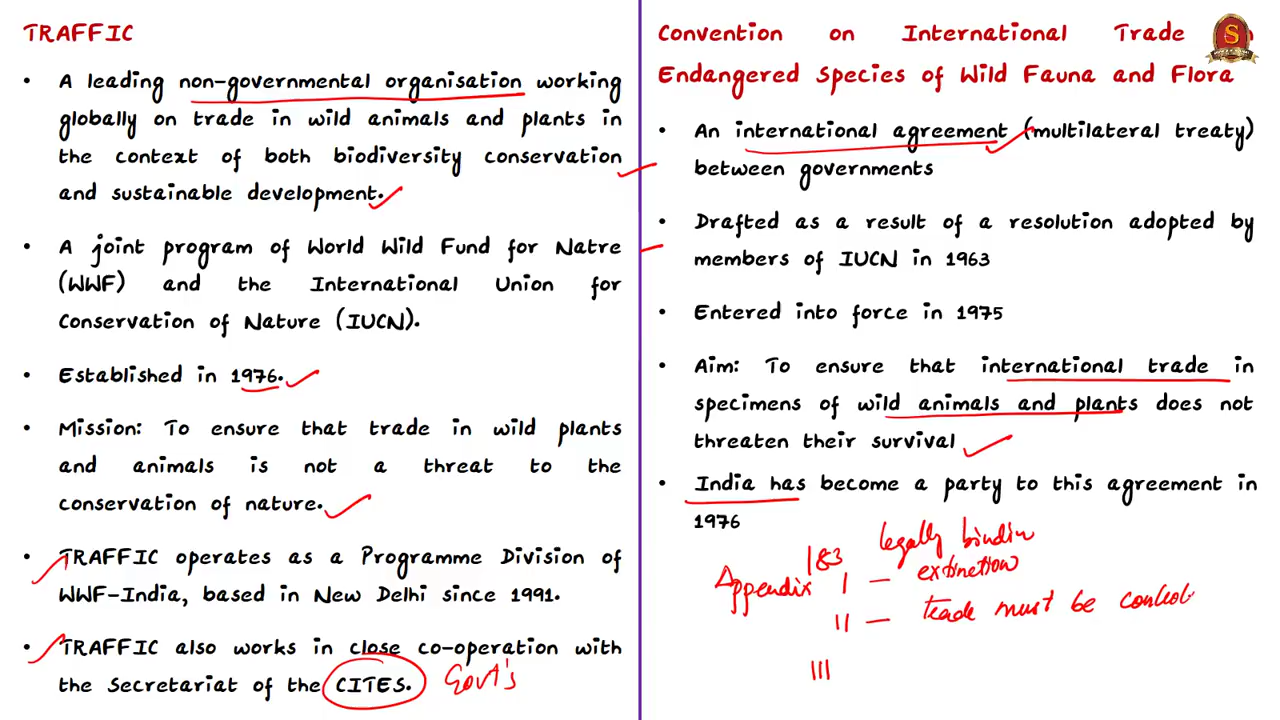 TRAFFIC
• A leading non-governmental organisation working
globally on trade in wild animals and plants in
the context of both biodiversity conservation
and sustainable development.
• A joint program of World Wild Fund for Natre
(WWF) and the International Union for
Conservation of Nature (IUCN).
• Established in 1976.
• Mission: To ensure that trade in wild plants
and animals is not a threat to the
conservation of nature.
• TRAFFIC operates as a Programme Division of
WWF-India, based in New Delhi since 1991.
• TRAFFIC also works in close co-operation with
the Secretariat of the CITES. Govt's
Convention on International Trade
Endangered Species of Wild Fauna and Flora
• An international agreement (multilateral treaty)
between governments
• Drafted as a result of a resolution adopted by
members of IUCN in 1963
• Entered into force in 1975
• Aim: To ensure that international trade in
specimens of wild animals and plants does not
threaten their survival
• India has become a party to this agreement in
1976
183 legally bindin
Appendix I — extinction
II — trade must be control
III
S